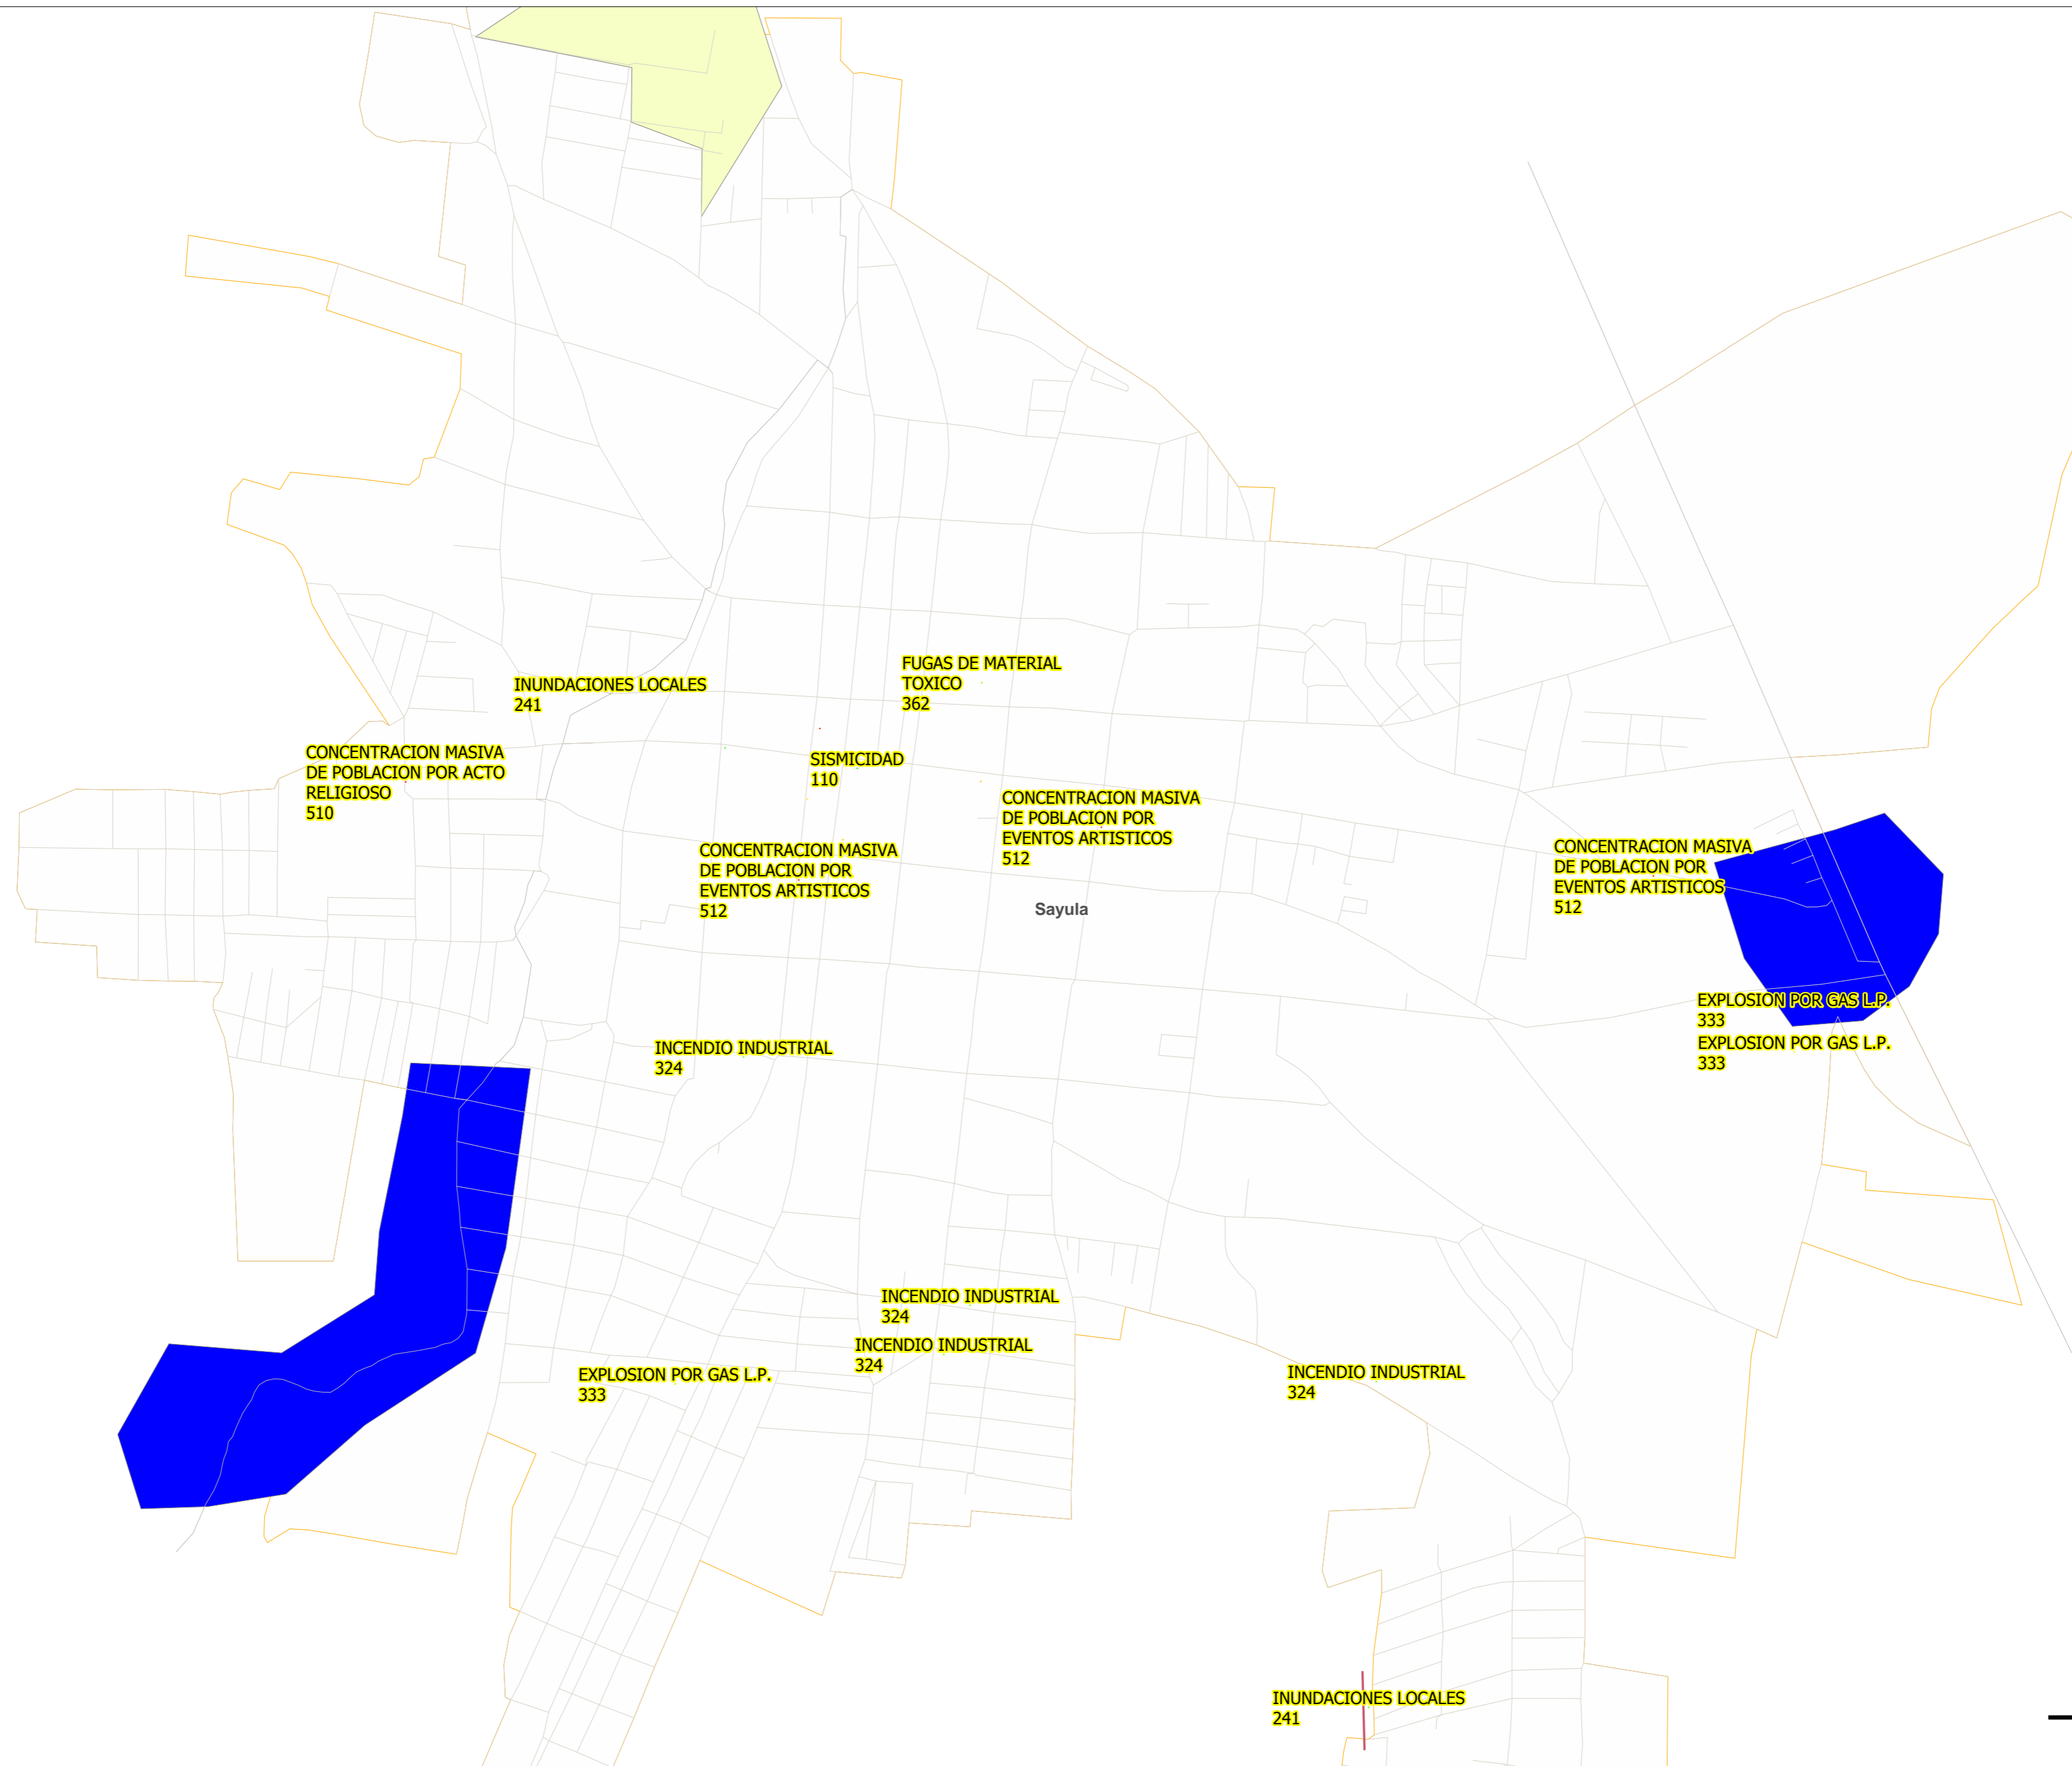 FUGAS DE MATERIAL
TOXICO
362
INUNDACIONES LOCALES
241
CONCENTRACION MASIVA
DE POBLACION POR ACTO
RELIGIOSO
510
SISMICIDAD
110
CONCENTRACION MASIVA
DE POBLACION POR
EVENTOS ARTISTICOS
512
CONCENTRACION MASIVA
DE POBLACION POR
EVENTOS ARTISTICOS
512
CONCENTRACION MASIVA
DE POBLACION POR
EVENTOS ARTISTICOS
512
Sayula
EXPLOSION POR GAS L.P.
333
EXPLOSION POR GAS L.P.
333
INCENDIO INDUSTRIAL
324
INCENDIO INDUSTRIAL
324
INCENDIO INDUSTRIAL
324
EXPLOSION POR GAS L.P.
333
INCENDIO INDUSTRIAL
324
INUNDACIONES LOCALES
241